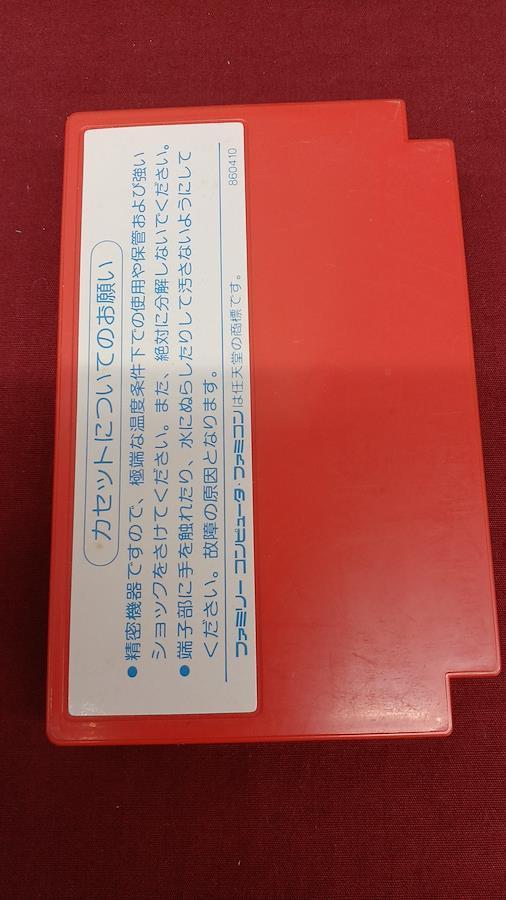 カセットについてのお願い
●精密機器ですので、極端な温度条件下での使用や保管および強い
ショックをさけてください。また、絶対に分解しないでください。
●端子部に手を触れたり、水にぬらしたりして汚さないようにして
ください。故障の原因となります。
ファミリーコンピュータ・ファミコンは任天堂の商標です。
860410